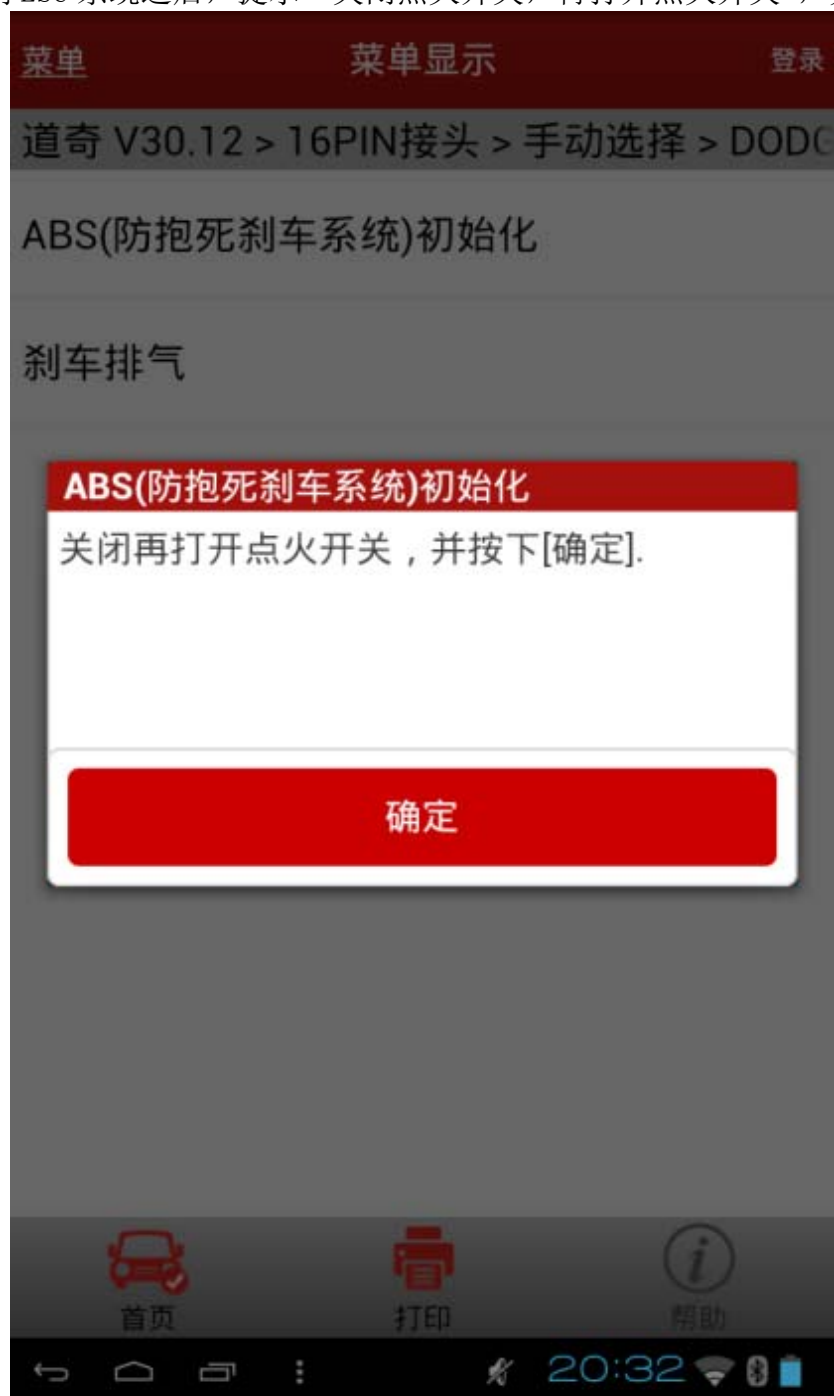 菜单 菜单显示 登录
道奇 V30.12 > 16PIN接头 > 手动选择 > DODG
ABS(防抱死刹车系统)初始化
刹车排气
ABS(防抱死刹车系统)初始化
关闭再打开点火开关，并按下[确定].
确定
首页 打印 帮助
20:32